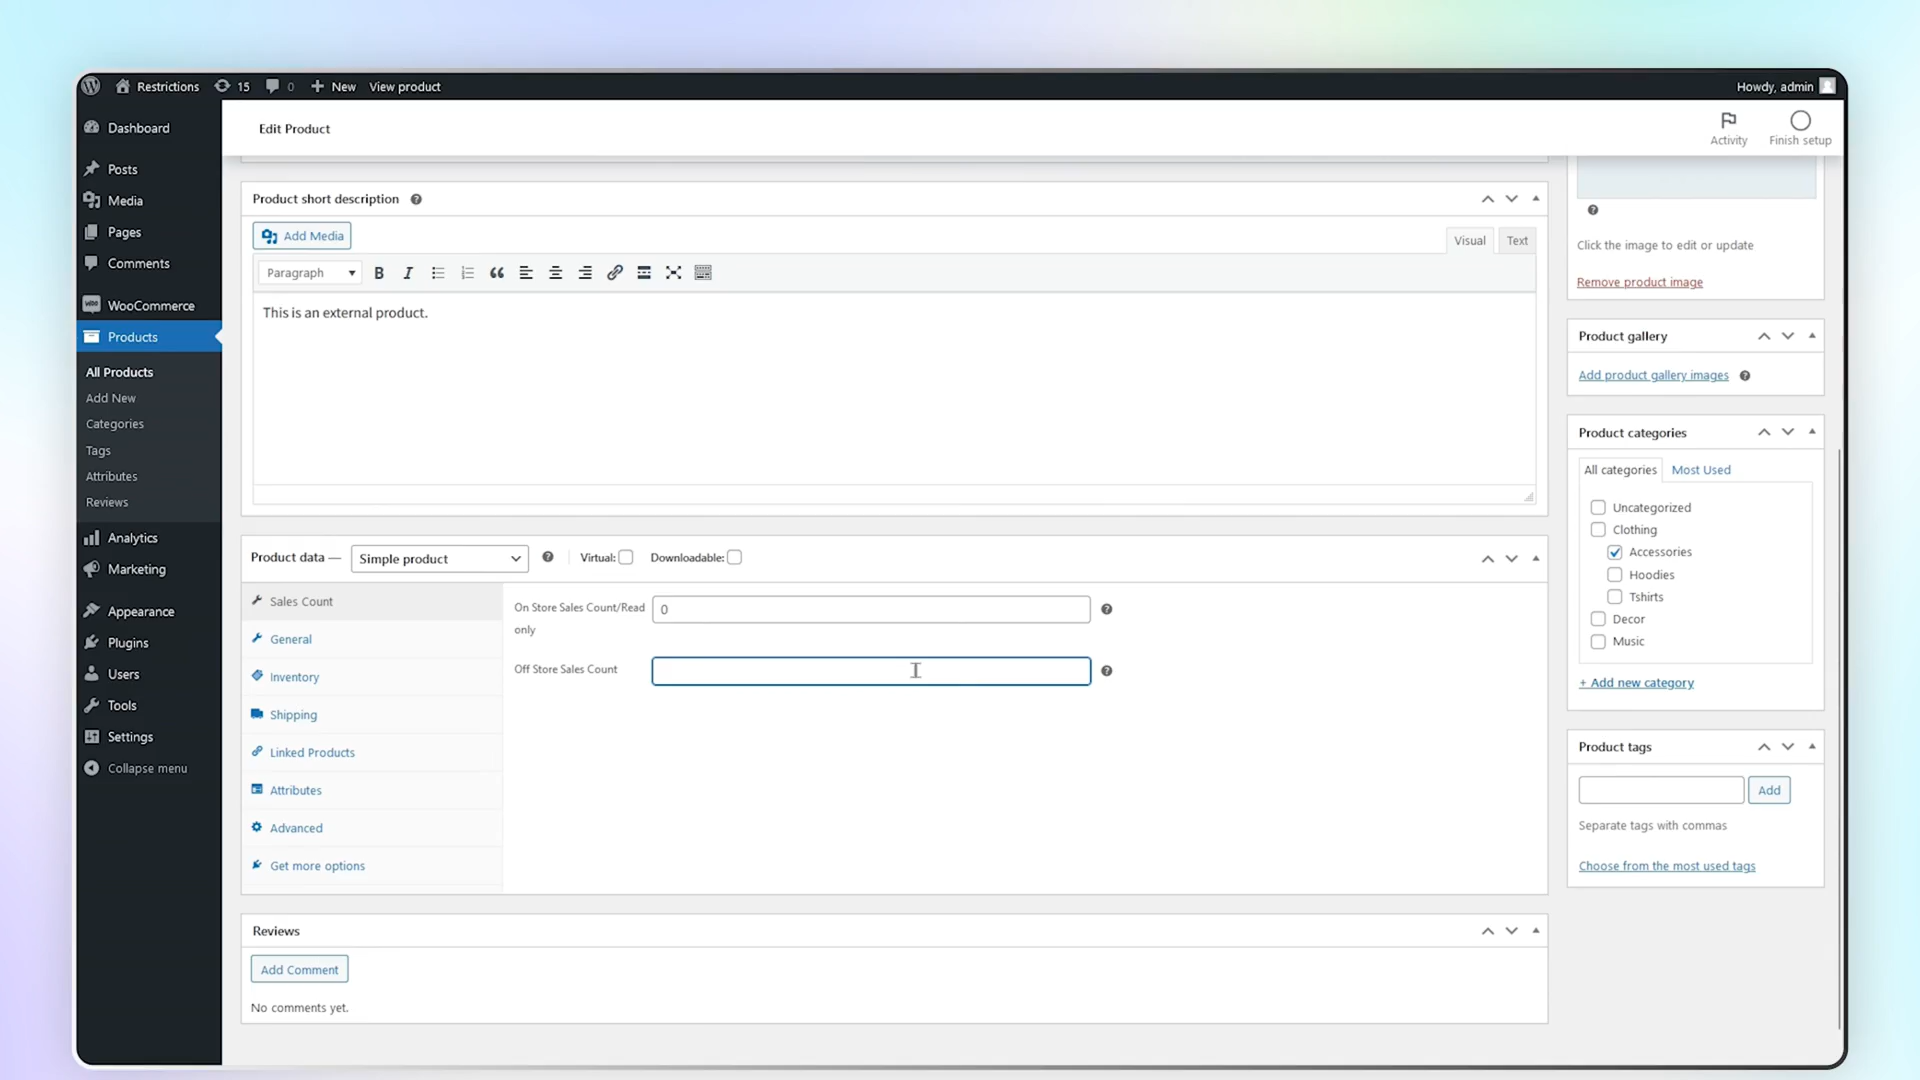 Restrictions 15 0 New View product Howdy, admin
Dashboard
Posts
Media
Pages
Comments
WooCommerce
Products
All Products
Add New
Categories
Tags
Attributes
Reviews
Analytics
Marketing
Appearance
Plugins
Users
Tools
Settings
Collapse menu
Edit Product
Activity
Finish setup
Product short description
Add Media
Visual Text
Paragraph
This is an external product.
Product data — Simple product Virtual: Downloadable:
Sales Count
General
Inventory
Shipping
Linked Products
Attributes
Advanced
Get more options
On Store Sales Count/Read
only
0
Off Store Sales Count
Reviews
Add Comment
No comments yet.
Click the image to edit or update
Remove product image
Product gallery
Add product gallery images
Product categories
All categories Most Used
Uncategorized
Clothing
Accessories
Hoodies
Tshirts
Decor
Music
+ Add new category
Product tags
Add
Separate tags with commas
Choose from the most used tags